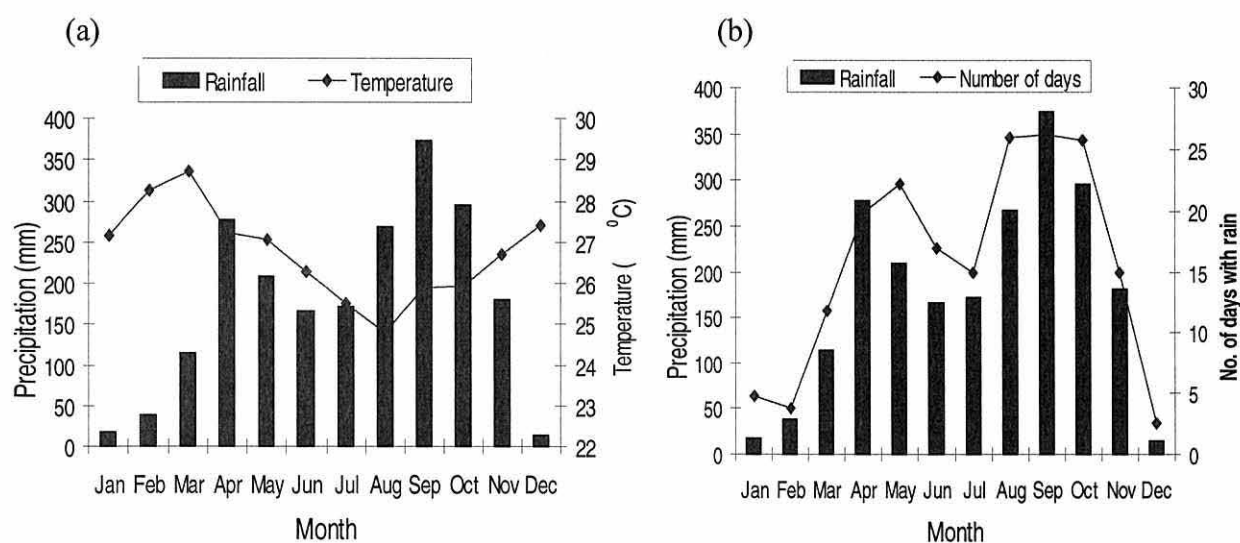 (a)
Rainfall Temperature
Precipitation (mm)
400
350
300
250
200
150
100
50
0
30
29
28
27
26
25
24
23
22
Temperature ( ⁰C)
Jan Feb Mar Apr May Jun Jul Aug Sep Oct Nov Dec
Month
(b)
Rainfall Number of days
Precipitation (mm)
400
350
300
250
200
150
100
50
0
30
25
20
15
10
5
0
No. of days with rain
Jan Feb Mar Apr May Jun Jul Aug Sep Oct Nov Dec
Month